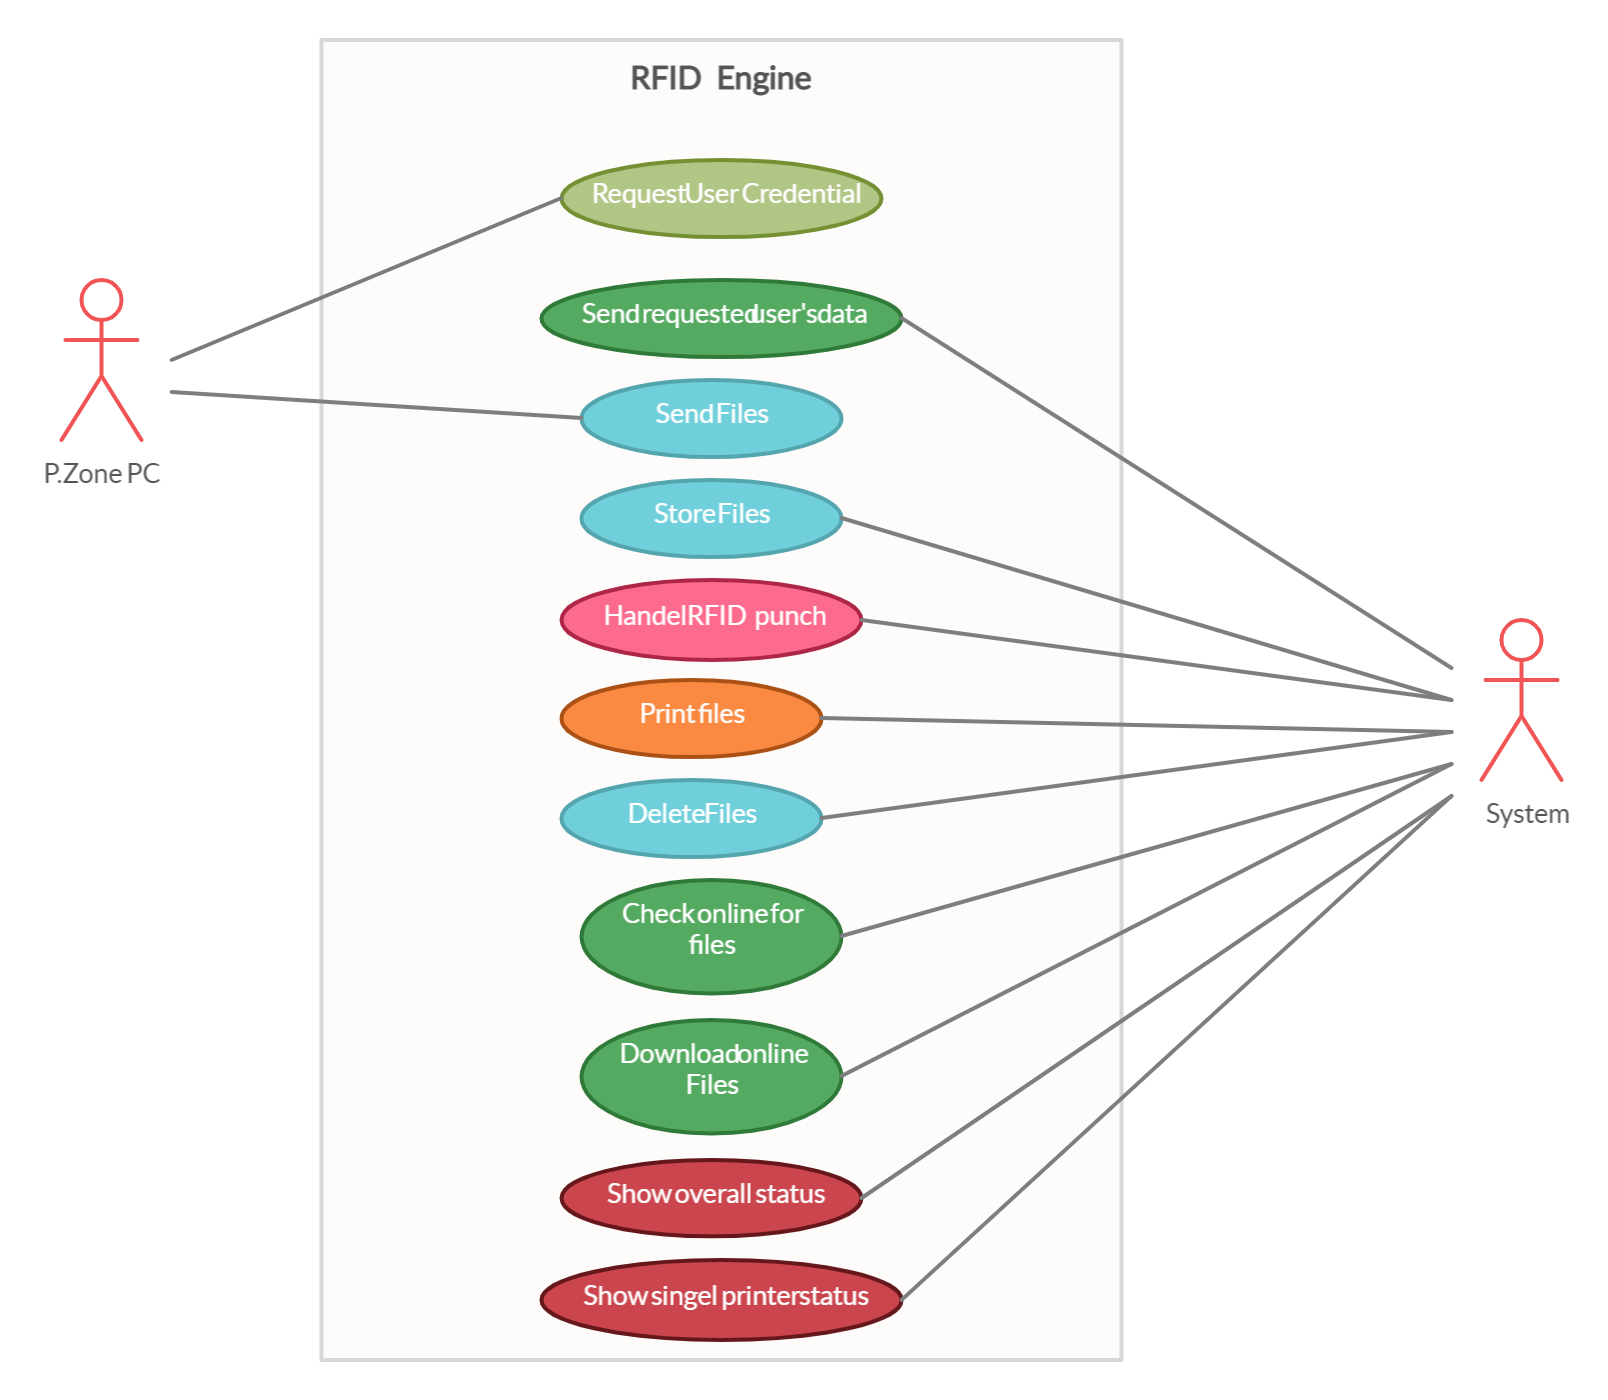 RFID Engine
Request User Credential
Send requested user's data
Send Files
P.Zone PC
Store Files
Handel RFID punch
Print files
Delete Files
System
Check online for
files
Download online
Files
Show overall status
Show singel printer status